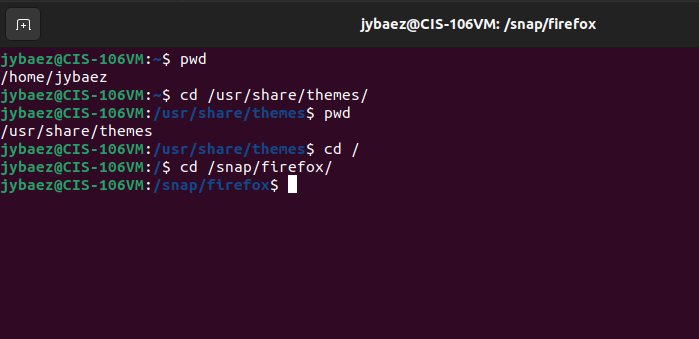 jybaez@CIS-106VM: /snap/firefox
jybaez@CIS-106VM:~$ pwd
/home/jybaez
jybaez@CIS-106VM:~$ cd /usr/share/themes/
jybaez@CIS-106VM:/usr/share/themes$ pwd
/usr/share/themes
jybaez@CIS-106VM:/usr/share/themes$ cd /
jybaez@CIS-106VM:/$ cd /snap/firefox/
jybaez@CIS-106VM:/snap/firefox$